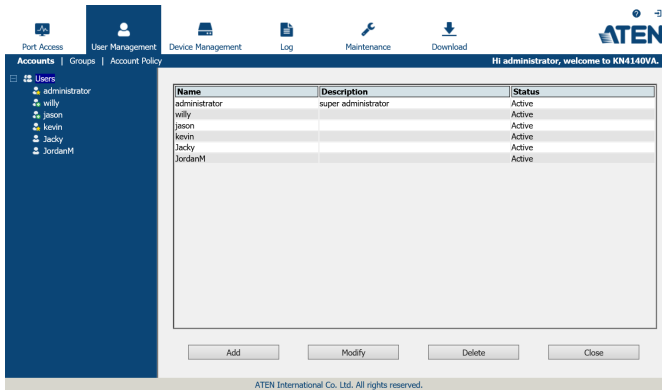 ATEN
Port Access User Management Device Management Log Maintenance Download
Accounts | Groups | Account Policy Hi administrator, welcome to KN4140VA.
Users
administrator
willy
jason
kevin
Jacky
JordanM
Name Description Status
administrator super administrator Active
willy Active
jason Active
kevin Active
Jacky Active
JordanM Active
Add Modify Delete Close
ATEN International Co. Ltd. All rights reserved.